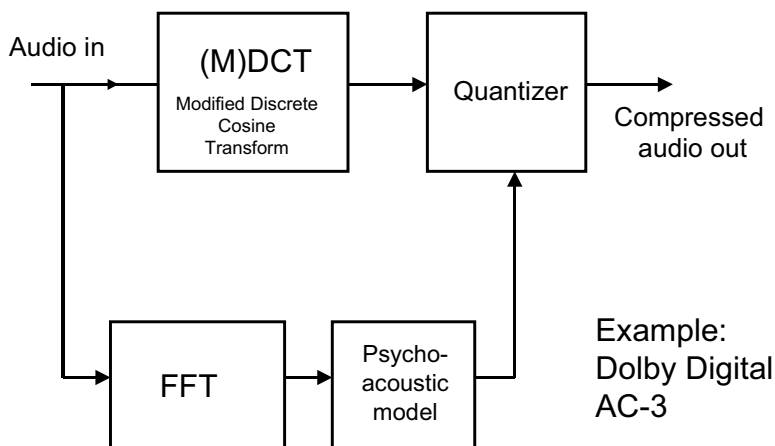 Audio in
(M)DCT
Modified Discrete
Cosine
Transform
Quantizer
Compressed
audio out
FFT
Psycho-
acoustic
model
Example:
Dolby Digital
AC-3